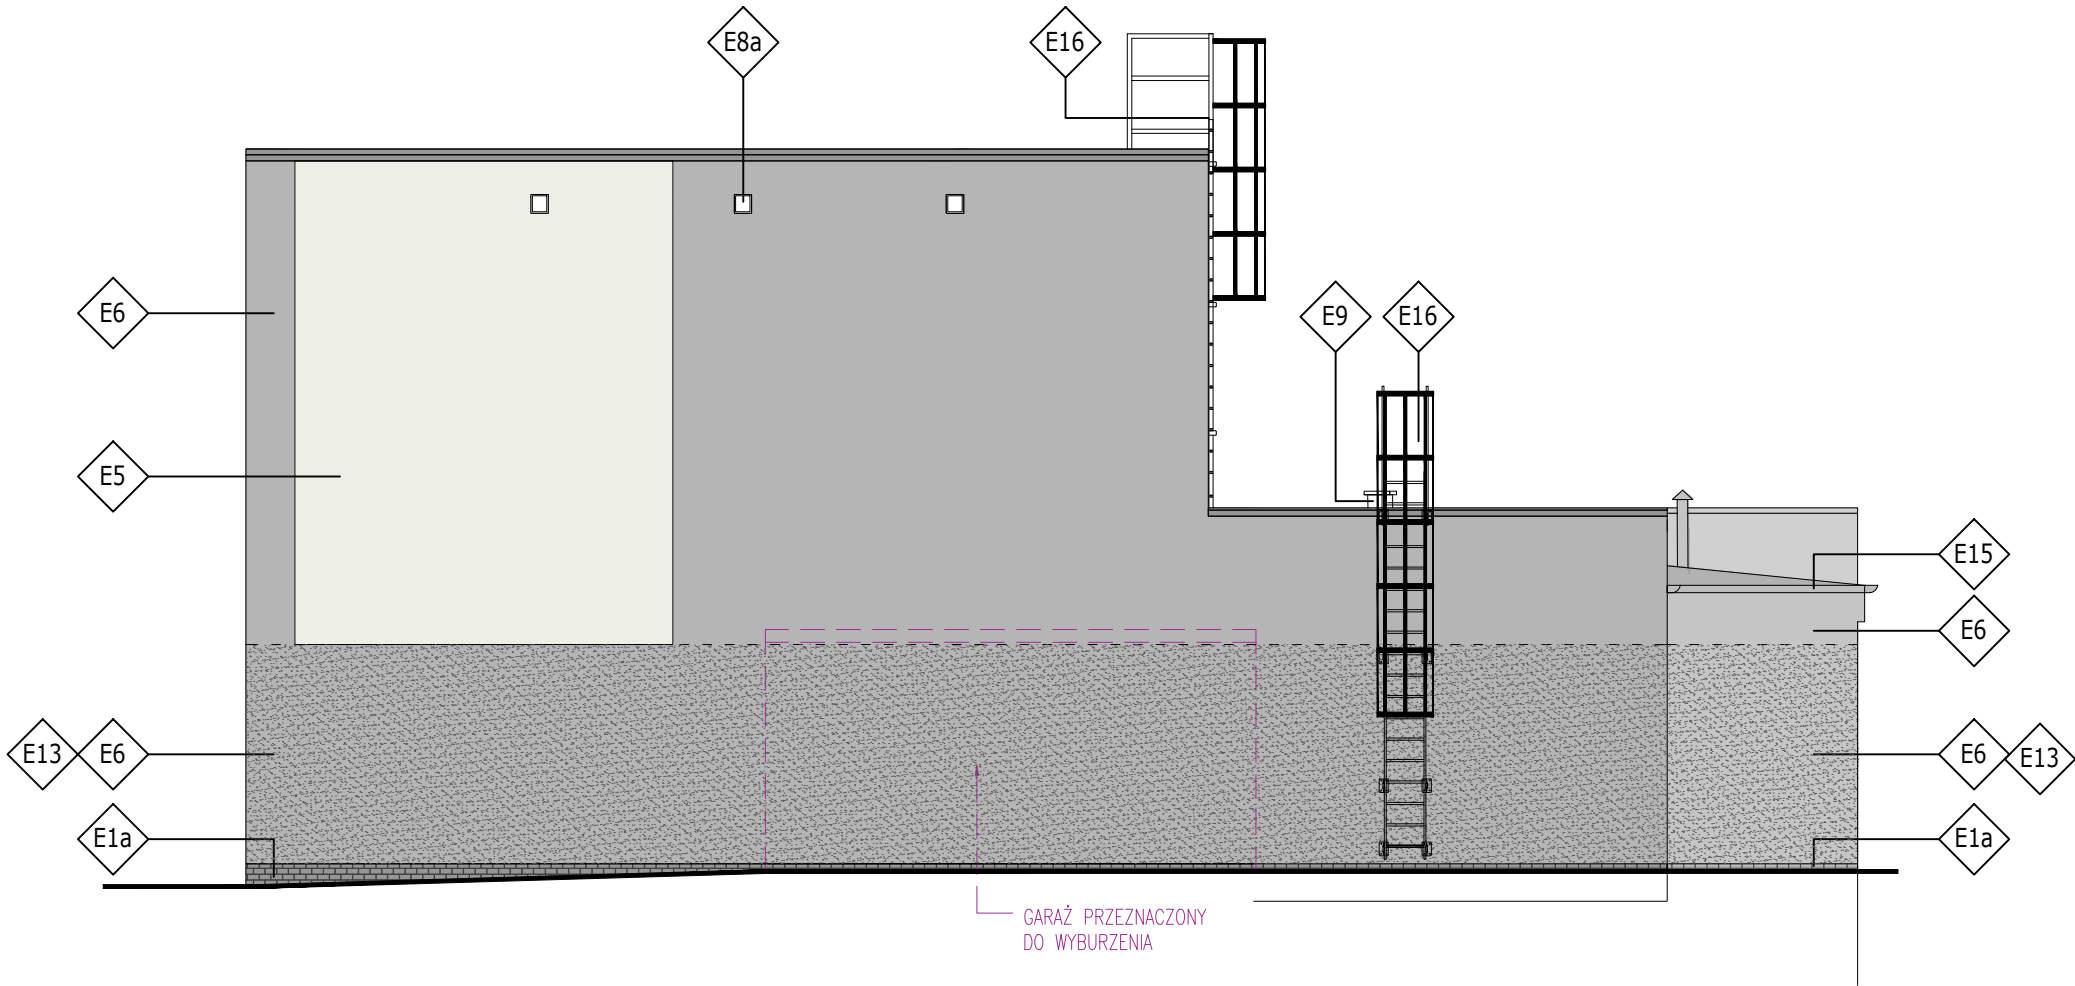 E8a
E16
E6
E9
E16
E5
E15
E6
E13
E6
E6
E13
E1a
E1a
GARAŻ PRZEZNACZONY
DO WYBURZENIA